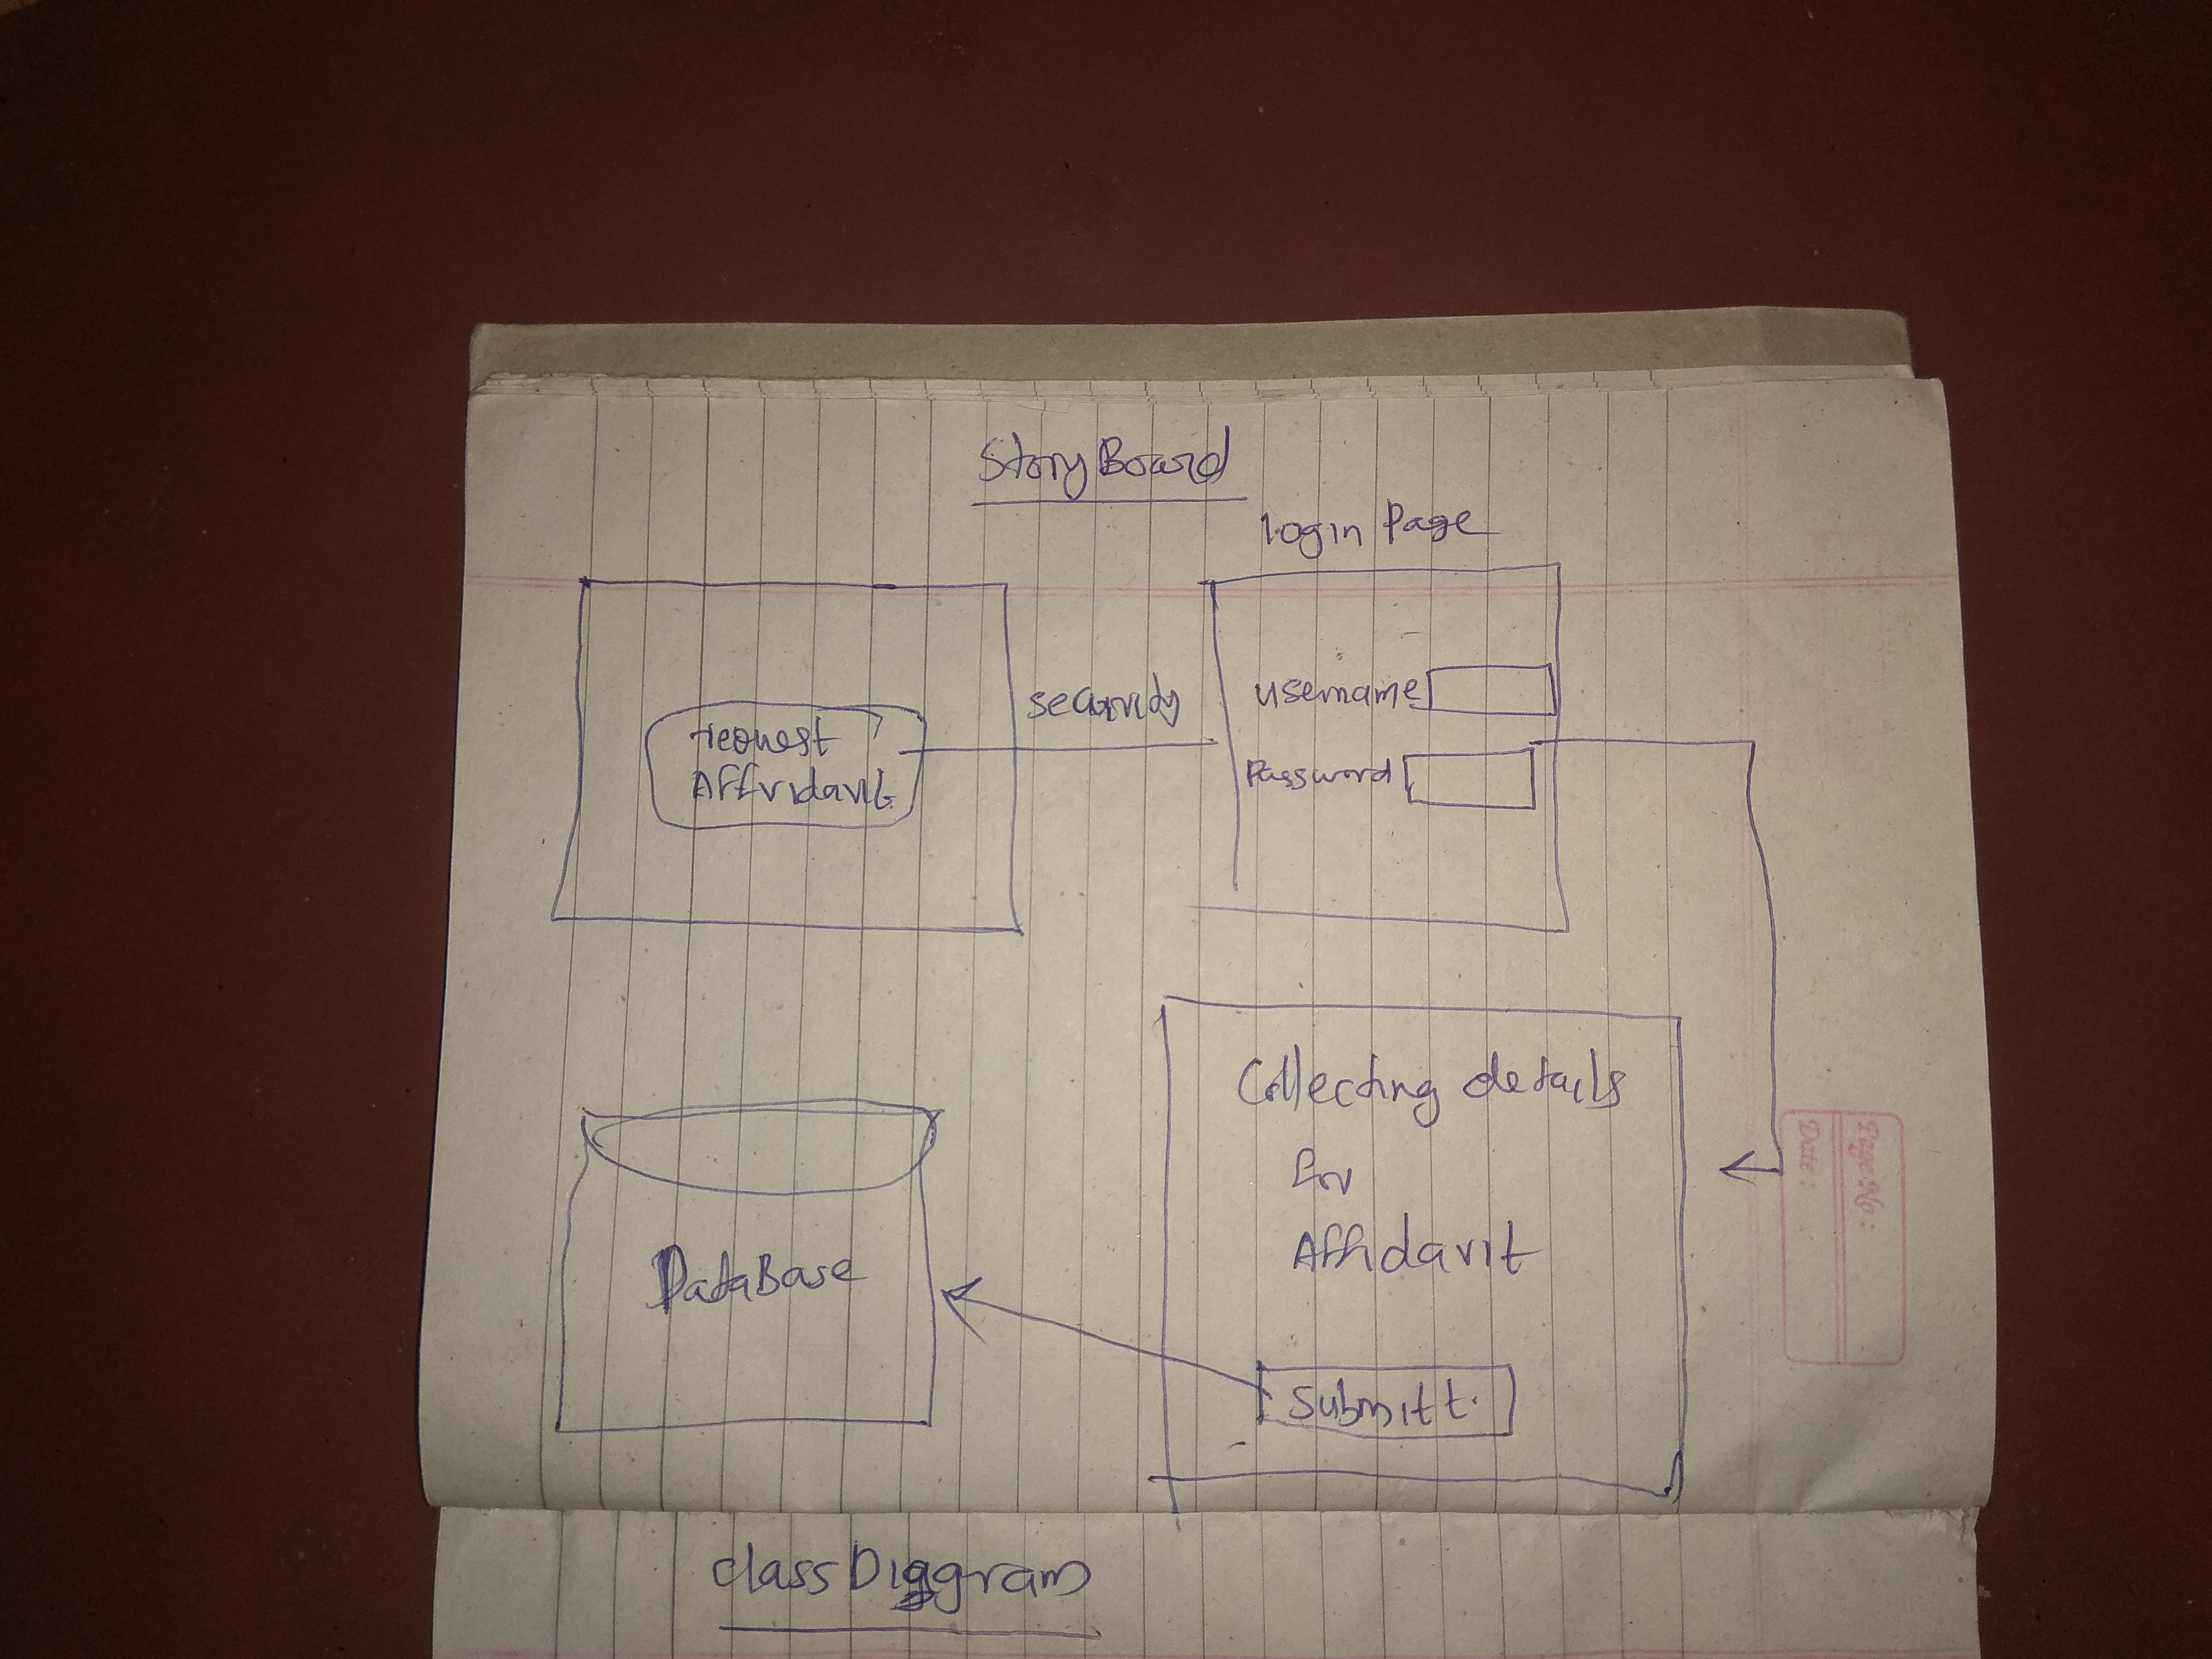 Story Board
login Page
request
Affidavit
security
username
Password
Collecting details
for
Affidavit
Submitt.
DataBase
Page No:
Date:
class Diagram